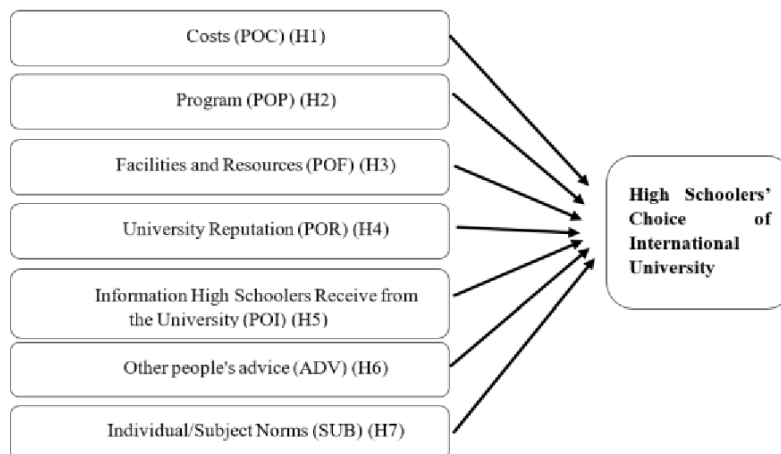 Costs (POC) (H1)
Program (POP) (H2)
Facilities and Resources (POF) (H3)
University Reputation (POR) (H4)
Information High Schoolers Receive from
the University (POI) (H5)
Other people's advice (ADV) (H6)
Individual/Subject Norms (SUB) (H7)
High Schoolers'
Choice of
International
University